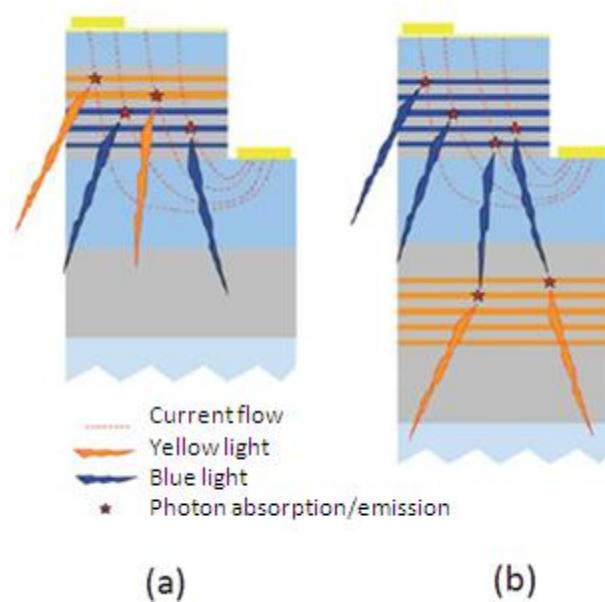 Current flow
Yellow light
Blue light
Photon absorption/emission
(a)
(b)